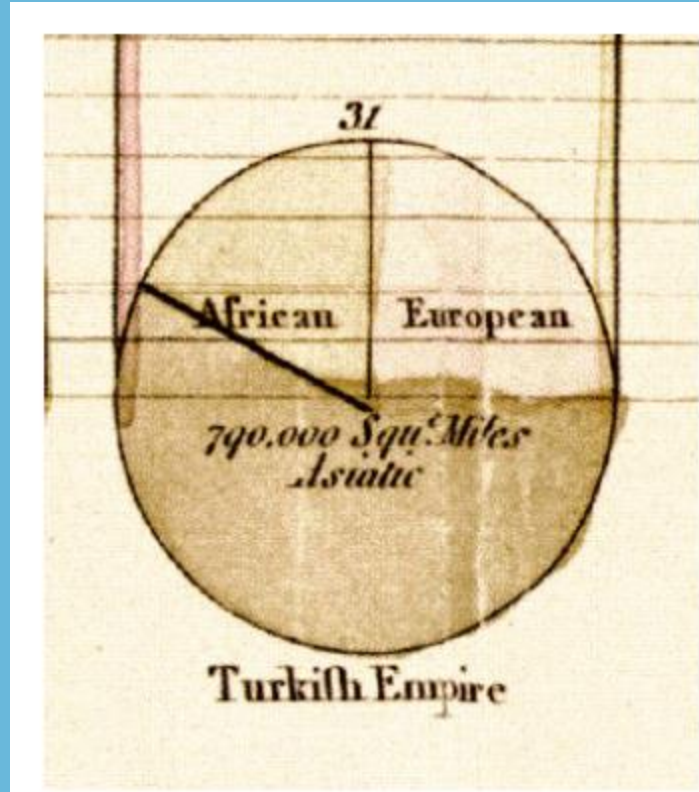 31
African European
790.000 Squ.ᵗ Miles
Asiatic
Turkiſh Empire